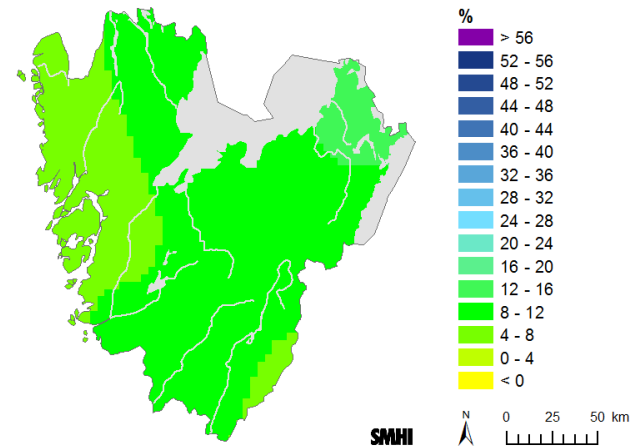 %
> 56
52 - 56
48 - 52
44 - 48
40 - 44
36 - 40
32 - 36
28 - 32
24 - 28
20 - 24
16 - 20
12 - 16
8 - 12
4 - 8
0 - 4
< 0
SMHI
N
0 25 50 km